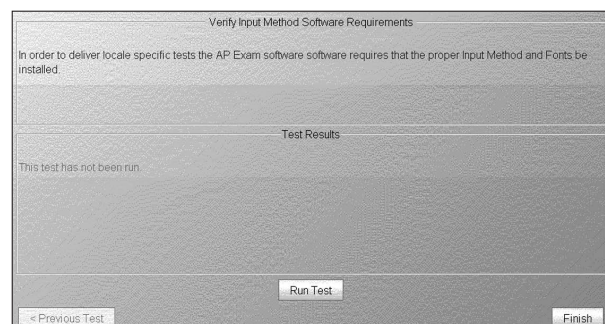 Verify Input Method Software Requirements
In order to deliver locale specific tests the AP Exam software software requires that the proper Input Method and Fonts be
installed.
Test Results
This test has not been run.
Run Test
< Previous Test
Finish